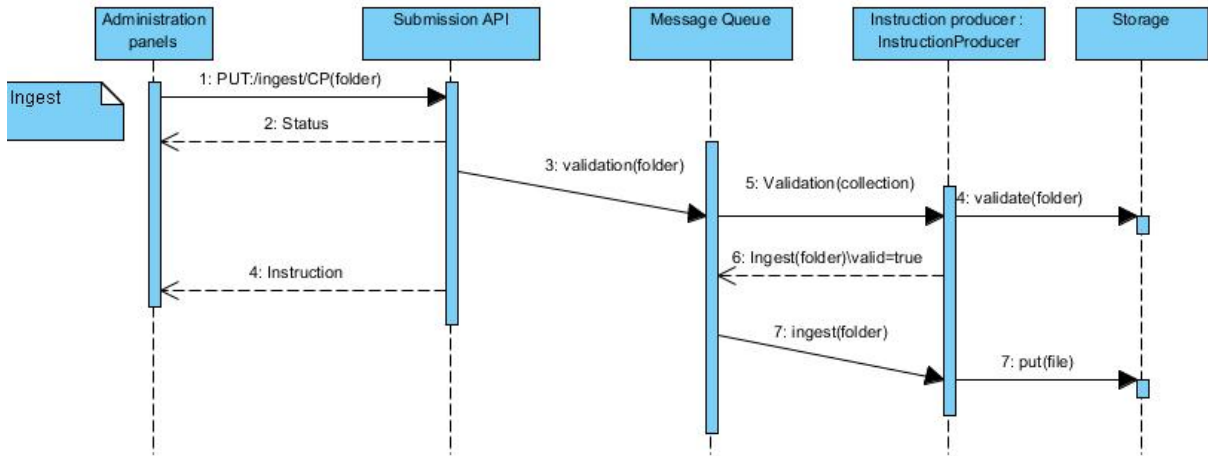 Administration
panels
Submission API
Message Queue
Instruction producer :
InstructionProducer
Storage
Ingest
1: PUT:/ingest/CP(folder)
2: Status
3: validation(folder)
5: Validation(collection)
4: validate(folder)
6: Ingest(folder)\valid=true
4: Instruction
7: ingest(folder)
7: put(file)